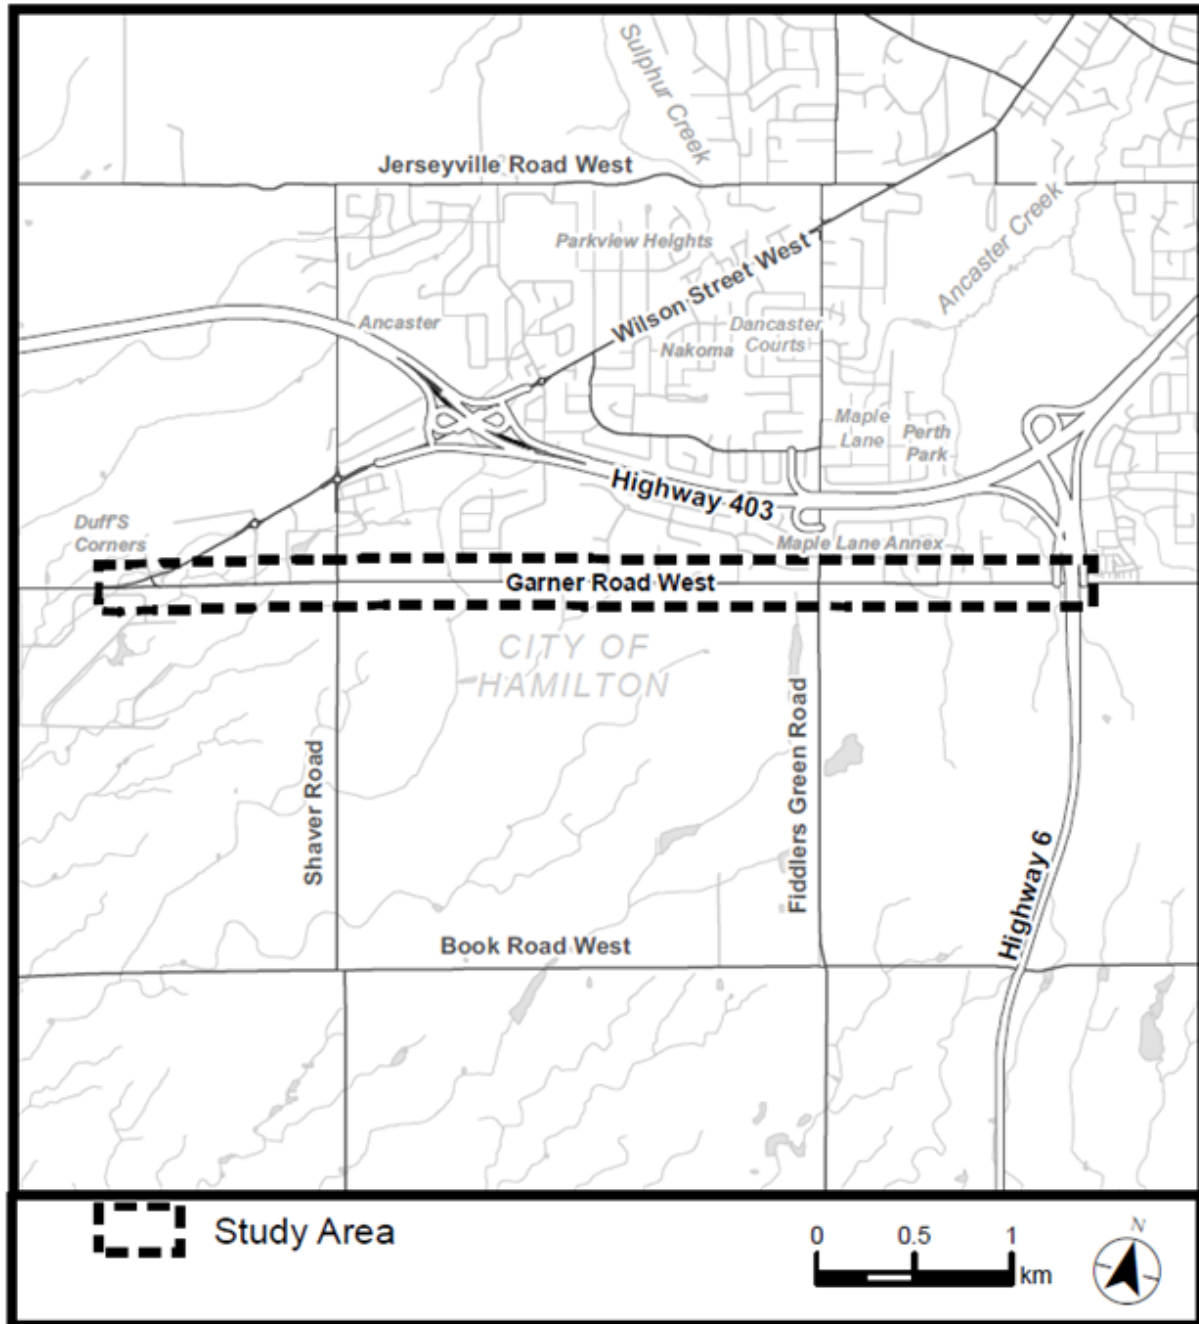 Sulphur Creek
Jerseyville Road West
Parkview Heights
Ancaster Creek
Wilson Street West
Ancaster
Dancaster
Courts
Nakoma
Maple
Lane
Perth
Park
Highway 403
Duff'S
Corners
Maple Lane Annex
Garner Road West
CITY OF
HAMILTON
Shaver Road
Fiddlers Green Road
Highway 6
Book Road West
Study Area
0 0.5 1
km
N